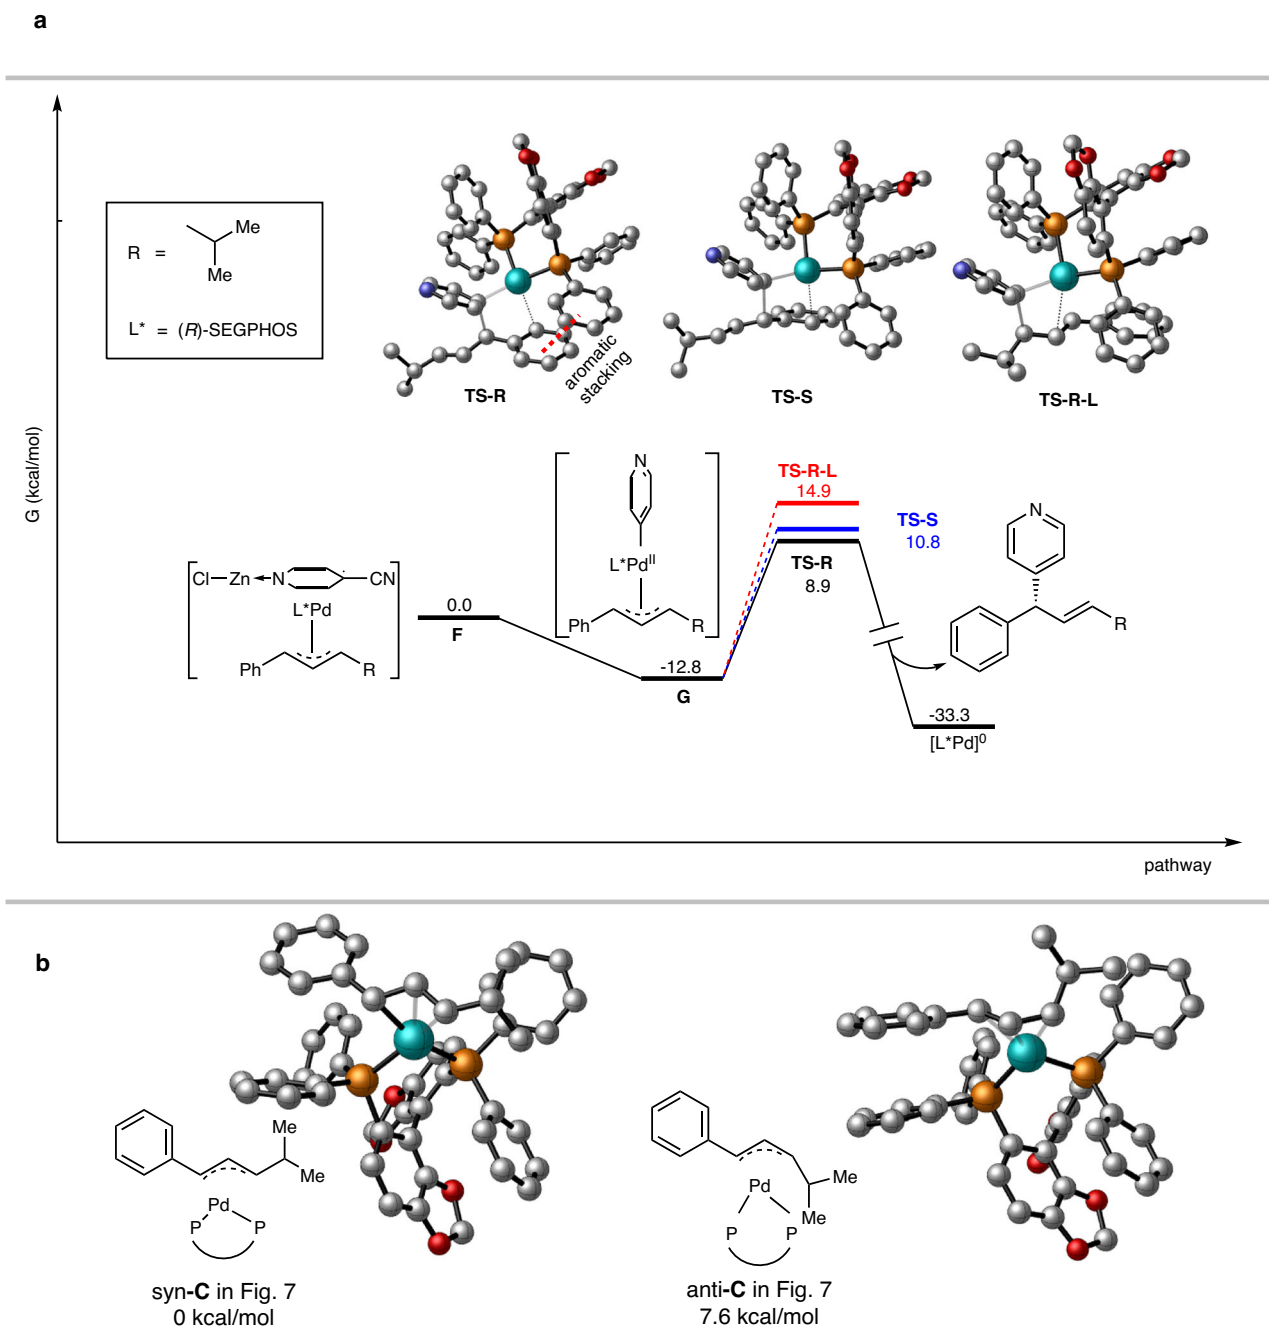 a
G (kcal/mol)
R = Me
Me
L* = (R)-SEGPHOS
aromatic
stacking
TS-R
TS-S
TS-R-L
Cl Zn N CN
L*Pd
Ph R
0.0
F
N
L*PdII
Ph R
-12.8
G
TS-R-L
14.9
TS-S
10.8
TS-R
8.9
N
R
-33.3
[L*Pd]0
pathway
b
Me
Me
Pd
P P
syn-C in Fig. 7
0 kcal/mol
Me
Me
Pd
P P
anti-C in Fig. 7
7.6 kcal/mol